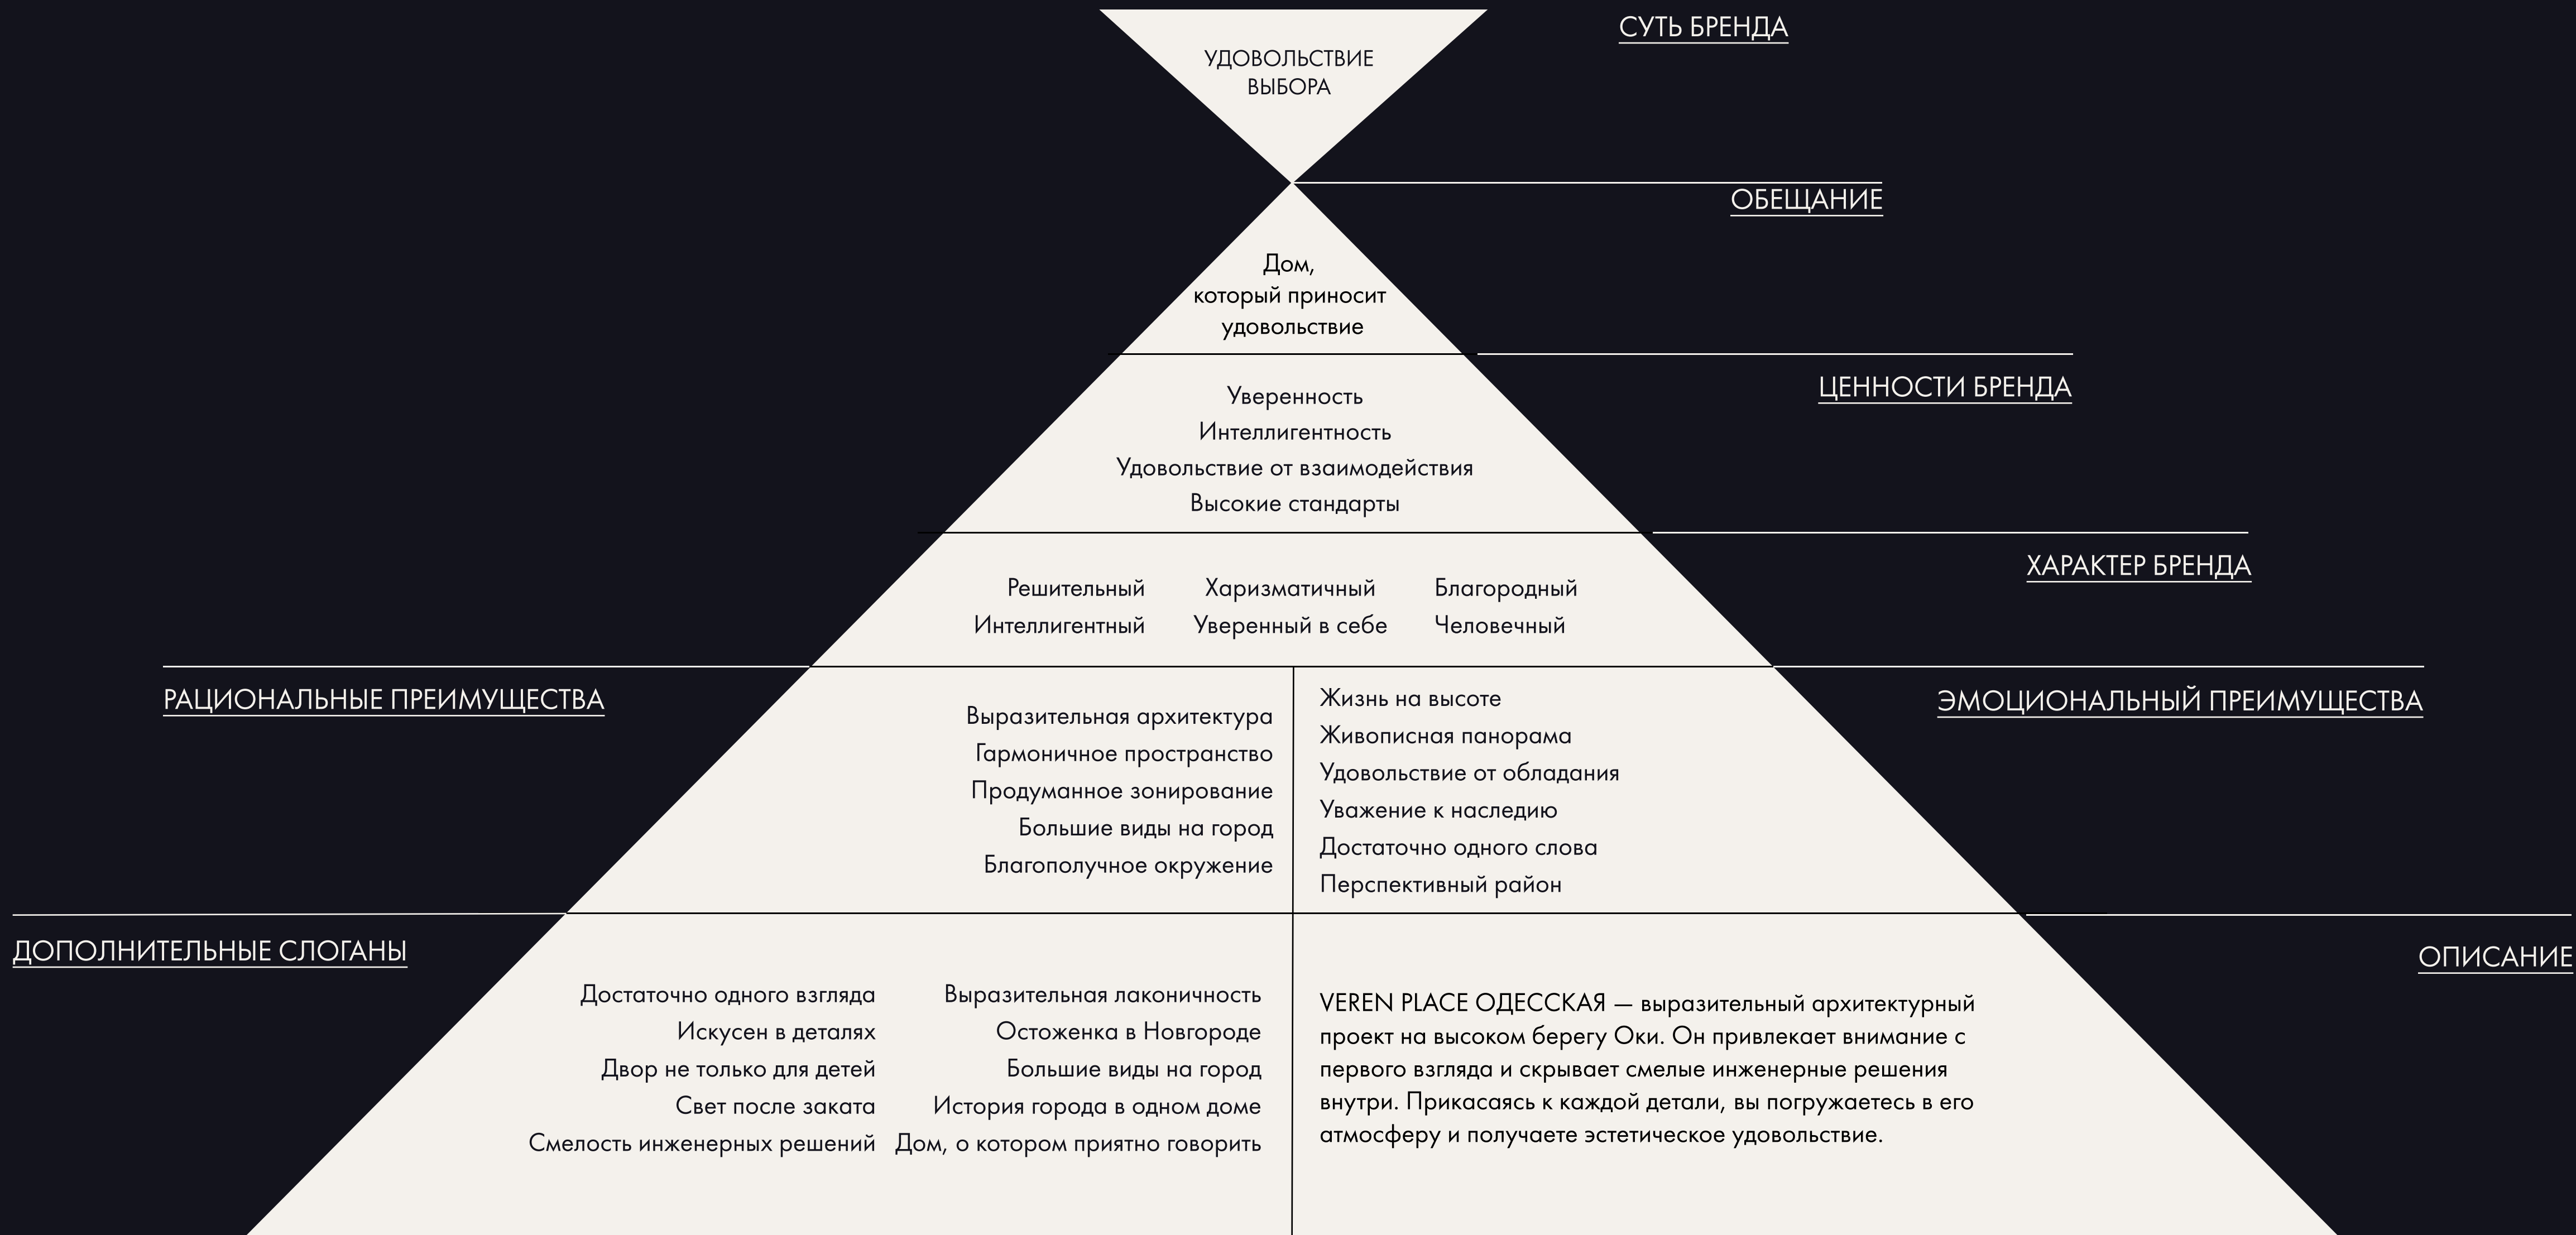 СУТЬ БРЕНДА
УДОВОЛЬСТВИЕ
ВЫБОРА
ОБЕЩАНИЕ
Дом,
который приносит
удовольствие
ЦЕННОСТИ БРЕНДА
Уверенность
Интеллигентность
Удовольствие от взаимодействия
Высокие стандарты
ХАРАКТЕР БРЕНДА
Решительный Харизматичный Благородный
Интеллигентный Уверенный в себе Человечный
РАЦИОНАЛЬНЫЕ ПРЕИМУЩЕСТВА
Выразительная архитектура
Гармоничное пространство
Продуманное зонирование
Большие виды на город
Благополучное окружение
ЭМОЦИОНАЛЬНЫЙ ПРЕИМУЩЕСТВА
Жизнь на высоте
Живописная панорама
Удовольствие от обладания
Уважение к наследию
Достаточно одного слова
Перспективный район
ДОПОЛНИТЕЛЬНЫЕ СЛОГАНЫ
Достаточно одного взгляда
Искусен в деталях
Двор не только для детей
Свет после заката
Смелость инженерных решений
Выразительная лаконичность
Остоженка в Новгороде
Большие виды на город
История города в одном доме
Дом, о котором приятно говорить
ОПИСАНИЕ
VEREN PLACE ОДЕССКАЯ — выразительный архитектурный
проект на высоком берегу Оки. Он привлекает внимание с
первого взгляда и скрывает смелые инженерные решения
внутри. Прикасаясь к каждой детали, вы погружаетесь в его
атмосферу и получаете эстетическое удовольствие.